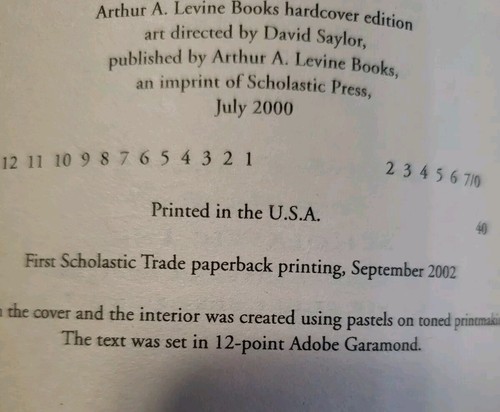 Arthur A. Levine Books hardcover edition
art directed by David Saylor,
published by Arthur A. Levine Books,
an imprint of Scholastic Press,
July 2000
12 11 10 9 8 7 6 5 4 3 2 1 2 3 4 5 6 7/0
Printed in the U.S.A. 40
First Scholastic Trade paperback printing, September 2002
the cover and the interior was created using pastels on toned printmaki
The text was set in 12-point Adobe Garamond.